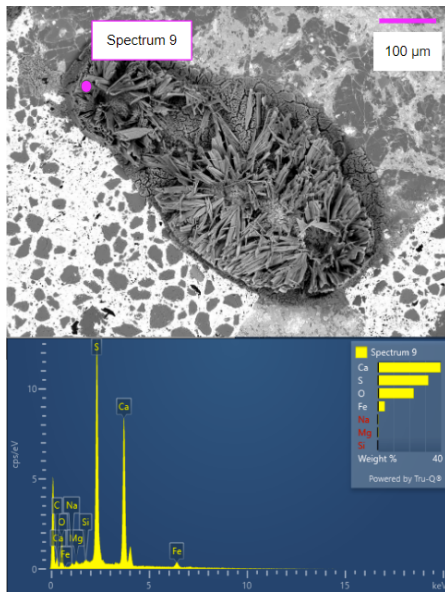 Spectrum 9
100 μm
Spectrum 9
Ca
S
O
Fe
Na
Mg
Si
Weight % 40
Powered by Tru-Q®
cps/eV
10
5
0
S
Ca
C
Na
O
Si
Ca
Mg
Fe
Fe
0
5
10
15
keV